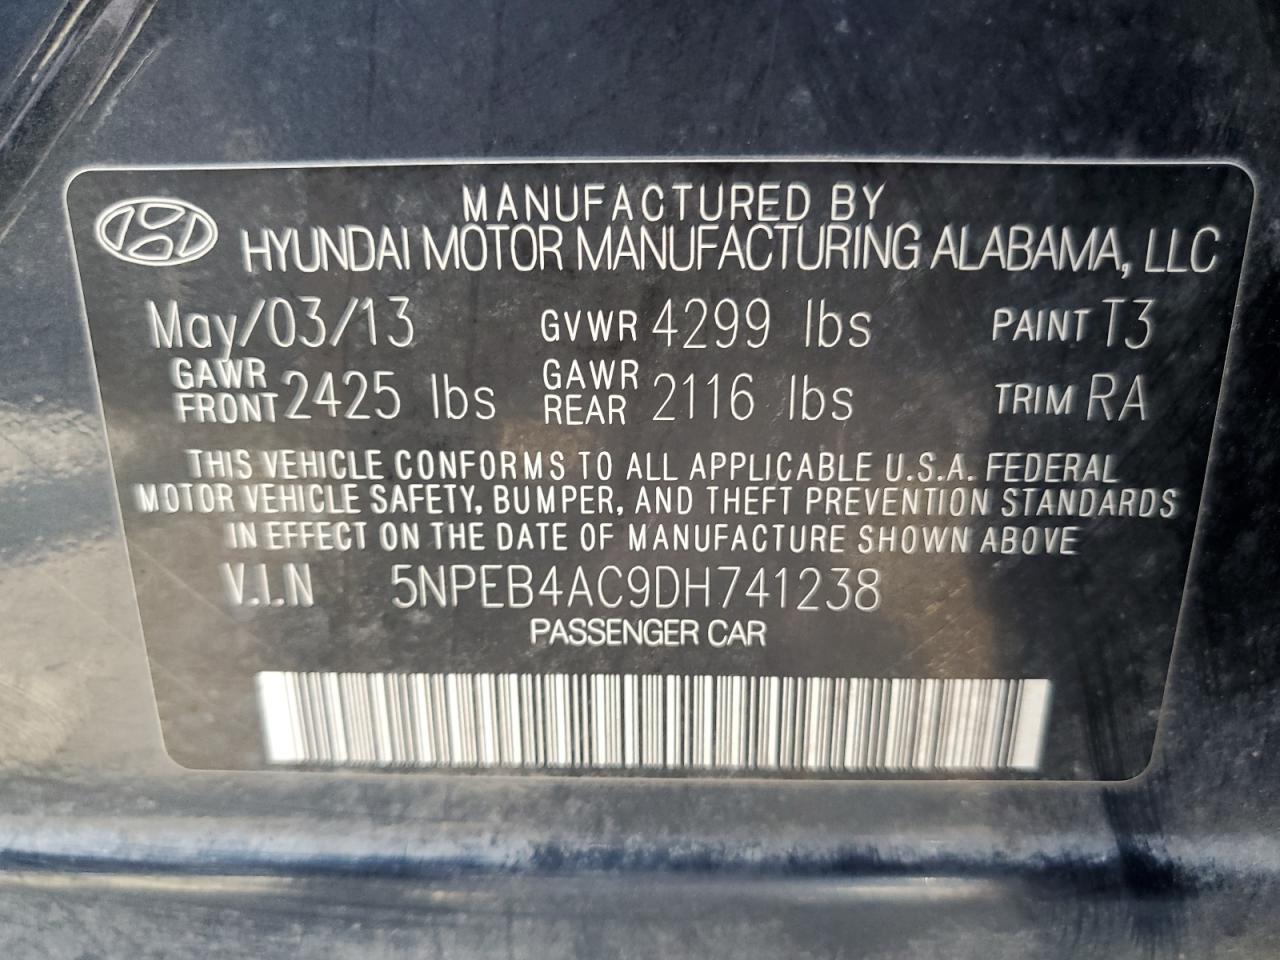 MANUFACTURED BY
HYUNDAI MOTOR MANUFACTURING ALABAMA, LLC
May/03/13 GVWR 4299 lbs PAINT T3
GAWR FRONT 2425 lbs GAWR REAR 2116 lbs TRIM RA
THIS VEHICLE CONFORMS TO ALL APPLICABLE U.S.A. FEDERAL
MOTOR VEHICLE SAFETY, BUMPER, AND THEFT PREVENTION STANDARDS
IN EFFECT ON THE DATE OF MANUFACTURE SHOWN ABOVE
V.I.N 5NPEB4AC9DH741238
PASSENGER CAR